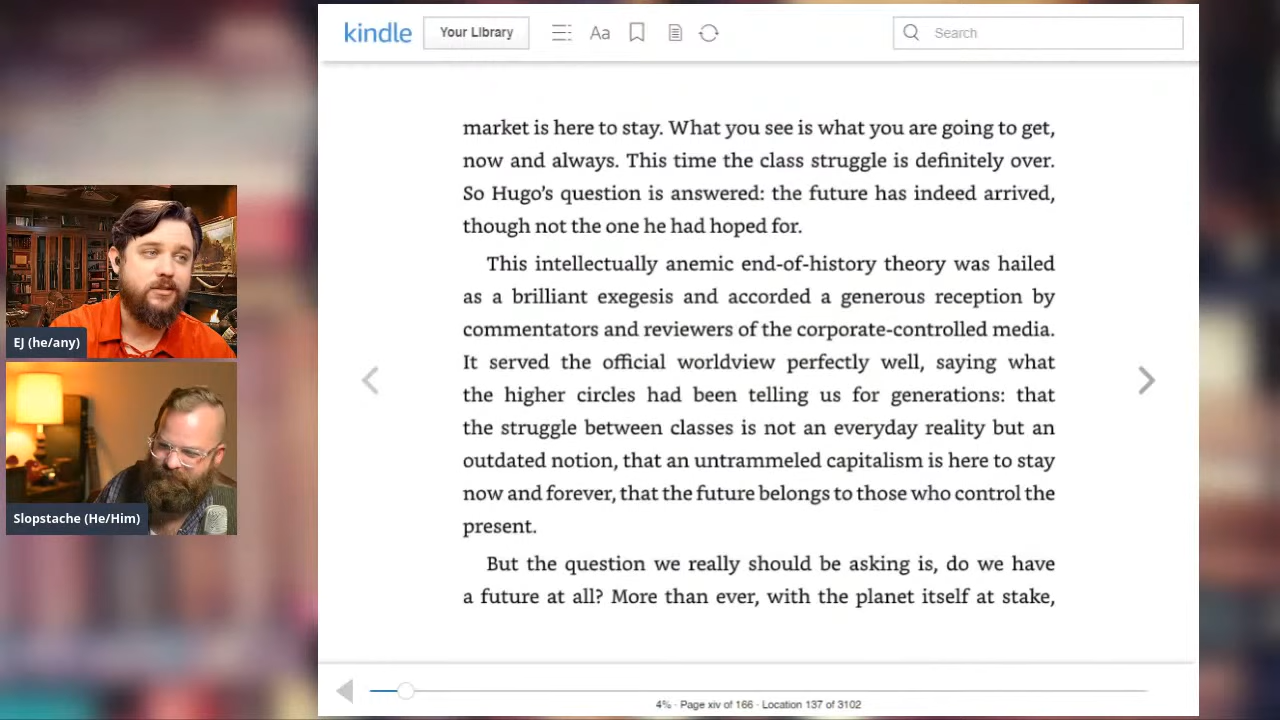 kindle
Your Library
Aa
Search
market is here to stay. What you see is what you are going to get,
now and always. This time the class struggle is definitely over.
So Hugo’s question is answered: the future has indeed arrived,
though not the one he had hoped for.
This intellectually anemic end-of-history theory was hailed
as a brilliant exegesis and accorded a generous reception by
commentators and reviewers of the corporate-controlled media.
It served the official worldview perfectly well, saying what
the higher circles had been telling us for generations: that
the struggle between classes is not an everyday reality but an
outdated notion, that an untrammeled capitalism is here to stay
now and forever, that the future belongs to those who control the
present.
But the question we really should be asking is, do we have
a future at all? More than ever, with the planet itself at stake,
4% · Page xiv of 166 · Location 137 of 3102
EJ (he/any)
Slopstache (He/Him)